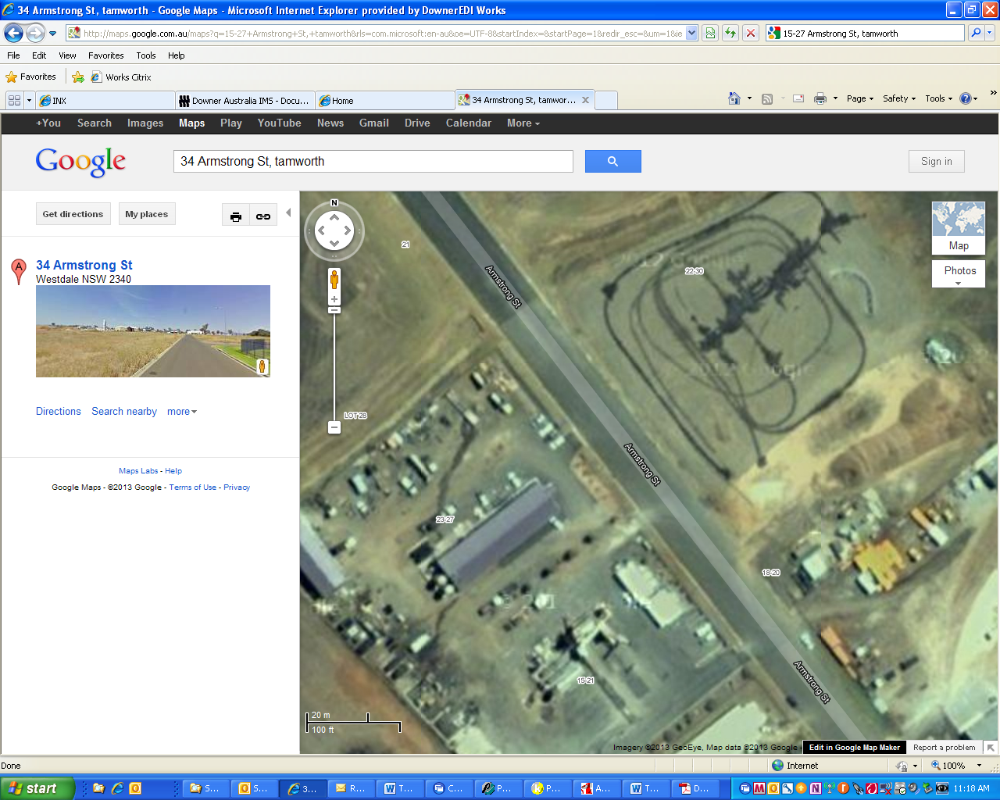 34 Armstrong St, tamworth - Google Maps - Microsoft Internet Explorer provided by DownerEDI Works
http://maps.google.com.au/maps?q=15-27+Armstrong+St,+tamworth&rls=com.microsoft:en-au&oe=UTF-8&startIndex=&startPage=1&redir_esc=&um=1&ie
15-27 Armstrong St, tamworth
File Edit View Favorites Tools Help
Favorites Works Citrix
INX Downer Australia IMS - Docu... Home 34 Armstrong St, tamwor... Page Safety Tools
+You Search Images Maps Play YouTube News Gmail Drive Calendar More
Google 34 Armstrong St, tamworth Sign in
Get directions My places
A
34 Armstrong St
Westdale NSW 2340
Directions Search nearby more
Maps Labs - Help
Google Maps - ©2013 Google - Terms of Use - Privacy
N
21
Armstrong St
22-30
Map
Photos
LOT 28
Armstrong St
23-27
18-20
15-21
Armstrong St
20 m
100 ft
Imagery ©2013 GeoEye, Map data ©2013 Google - Edit in Google Map Maker Report a problem
Done Internet 100%
start S... S... 3... R... T... C... P... P... A... T... D... 11:18 AM